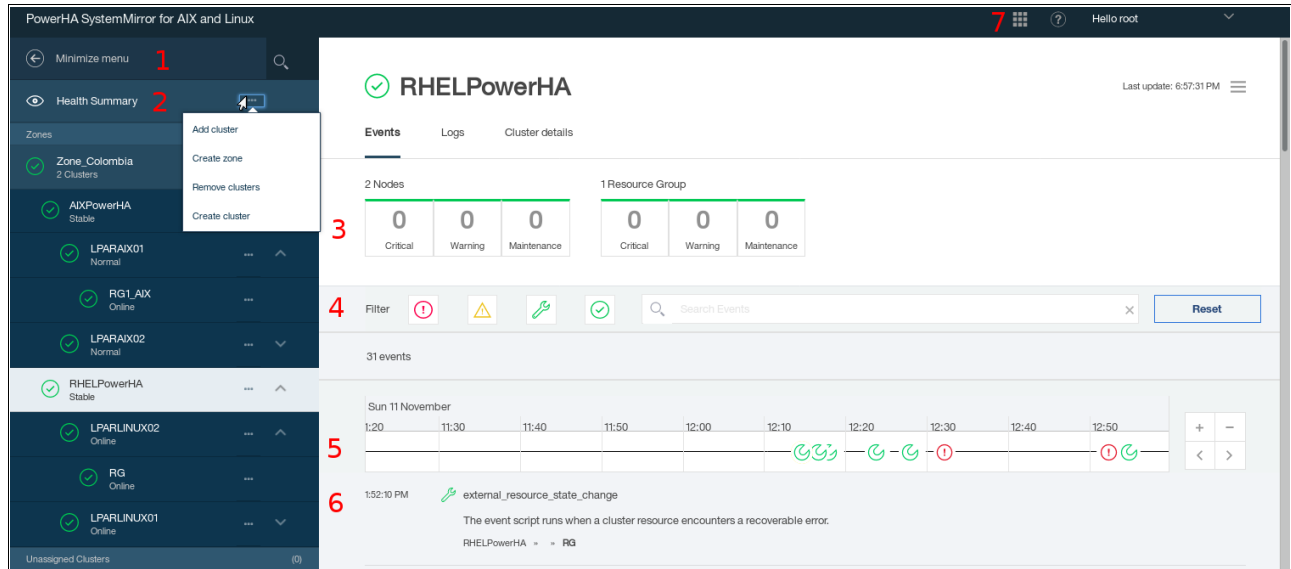 PowerHA SystemMirror for AIX and Linux
7
?
Hello root
Minimize menu
1
Health Summary
2
...
Add cluster
Create zone
Remove clusters
Create cluster
Zones
Zone_Colombia
2 Clusters
AIXPowerHA
Stable
LPARAIX01
Normal
...
RG1_AIX
Online
...
LPARAIX02
Normal
...
RHELPowerHA
Stable
...
LPARLINUX02
Online
...
RG
Online
...
LPARLINUX01
Online
...
Unassigned Clusters (0)
RHELPowerHA
Last update: 6:57:31 PM
Events Logs Cluster details
3
2 Nodes
0 0 0
Critical Warning Maintenance
1 Resource Group
0 0 0
Critical Warning Maintenance
4
Filter
Search Events
Reset
31 events
Sun 11 November
1:20 11:30 11:40 11:50 12:00 12:10 12:20 12:30 12:40 12:50
+ -
< >
5
6
1:52:10 PM external_resource_state_change
The event script runs when a cluster resource encounters a recoverable error.
RHELPowerHA » » RG